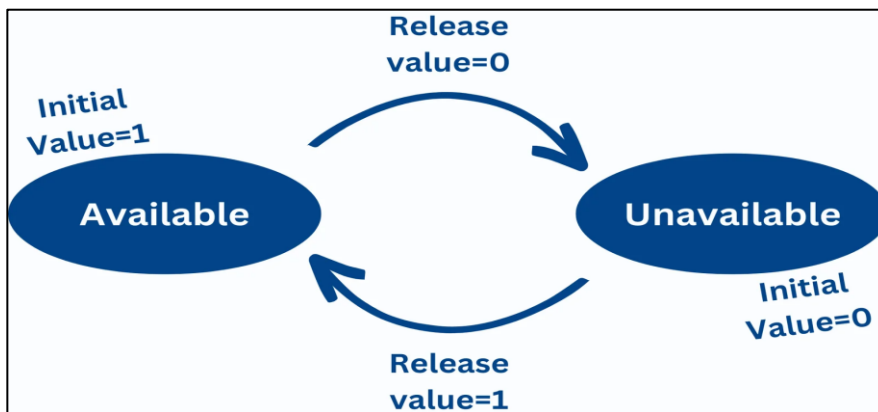 Release
value=0
Initial
Value=1
Available
Unavailable
Initial
Value=0
Release
value=1